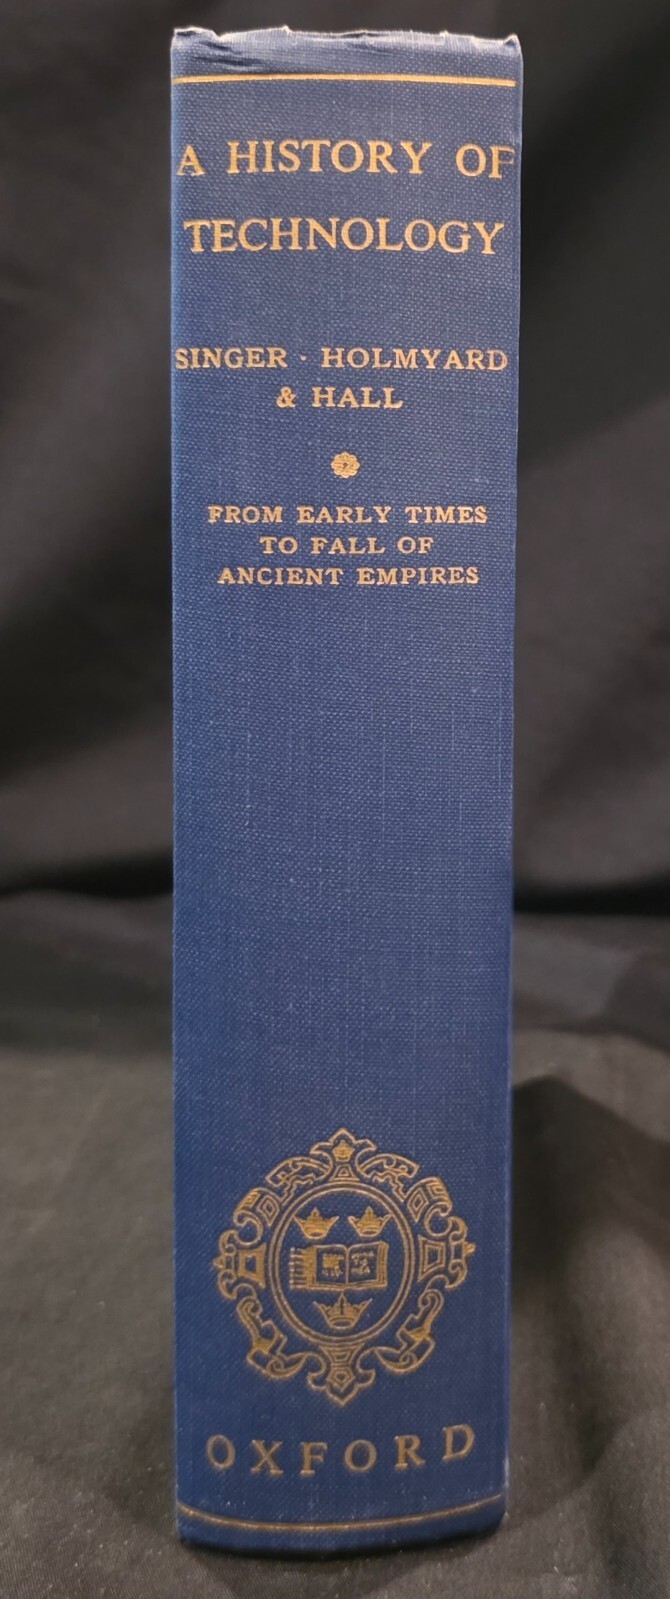 A HISTORY OF
TECHNOLOGY
SINGER · HOLMYARD
& HALL
FROM EARLY TIMES
TO FALL OF
ANCIENT EMPIRES
OXFORD